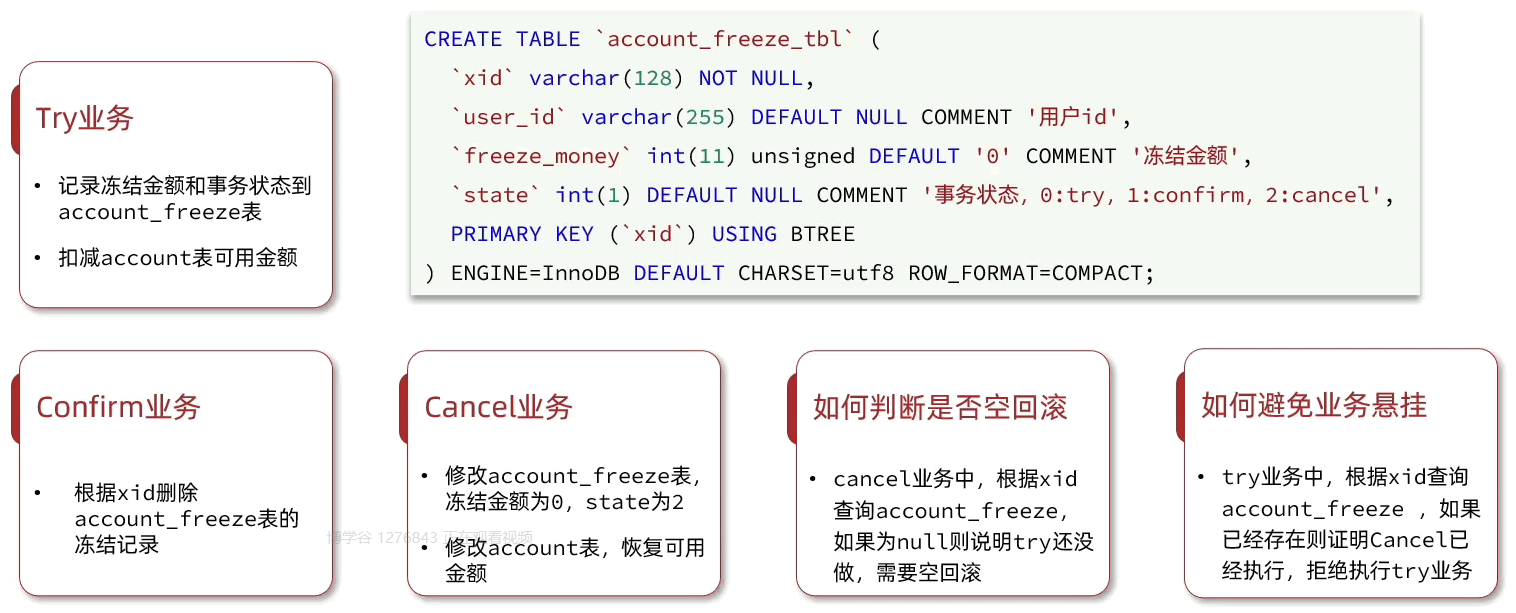 CREATE TABLE `account_freeze_tbl` (
`xid` varchar(128) NOT NULL,
`user_id` varchar(255) DEFAULT NULL COMMENT '用户id',
`freeze_money` int(11) unsigned DEFAULT '0' COMMENT '冻结金额',
`state` int(1) DEFAULT NULL COMMENT '事务状态，0:try，1:confirm，2:cancel',
PRIMARY KEY (`xid`) USING BTREE
) ENGINE=InnoDB DEFAULT CHARSET=utf8 ROW_FORMAT=COMPACT;
Try业务
• 记录冻结金额和事务状态到
account_freeze表
• 扣减account表可用金额
Confirm业务
• 根据xid删除
account_freeze表的
冻结记录
Cancel业务
• 修改account_freeze表，
冻结金额为0，state为2
• 修改account表，恢复可用
金额
如何判断是否空回滚
• cancel业务中，根据xid
查询account_freeze，
如果为null则说明try还没
做，需要空回滚
如何避免业务悬挂
• try业务中，根据xid查询
account_freeze ，如果
已经存在则证明Cancel已
经执行，拒绝执行try业务
博学谷 1276843 正在观看视频